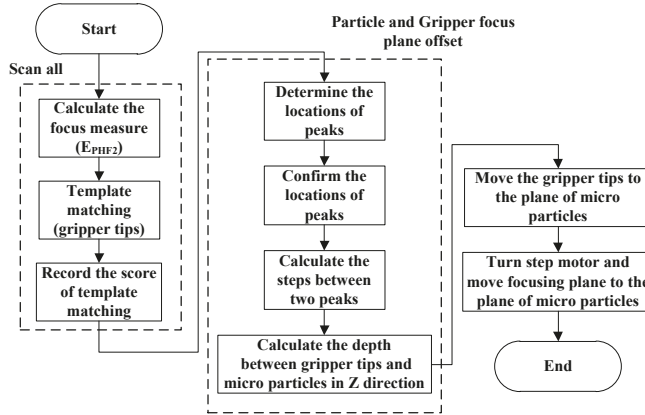 Start
Scan all
Calculate the
focus measure
(EPHF2)
Template
matching
(gripper tips)
Record the score
of template
matching
Particle and Gripper focus
plane offset
Determine the
locations of
peaks
Confirm the
locations of
peaks
Calculate the
steps between
two peaks
Calculate the depth
between gripper tips and
micro particles in Z direction
Move the gripper tips to
the plane of micro
particles
Turn step motor and
move focusing plane to the
plane of micro particles
End